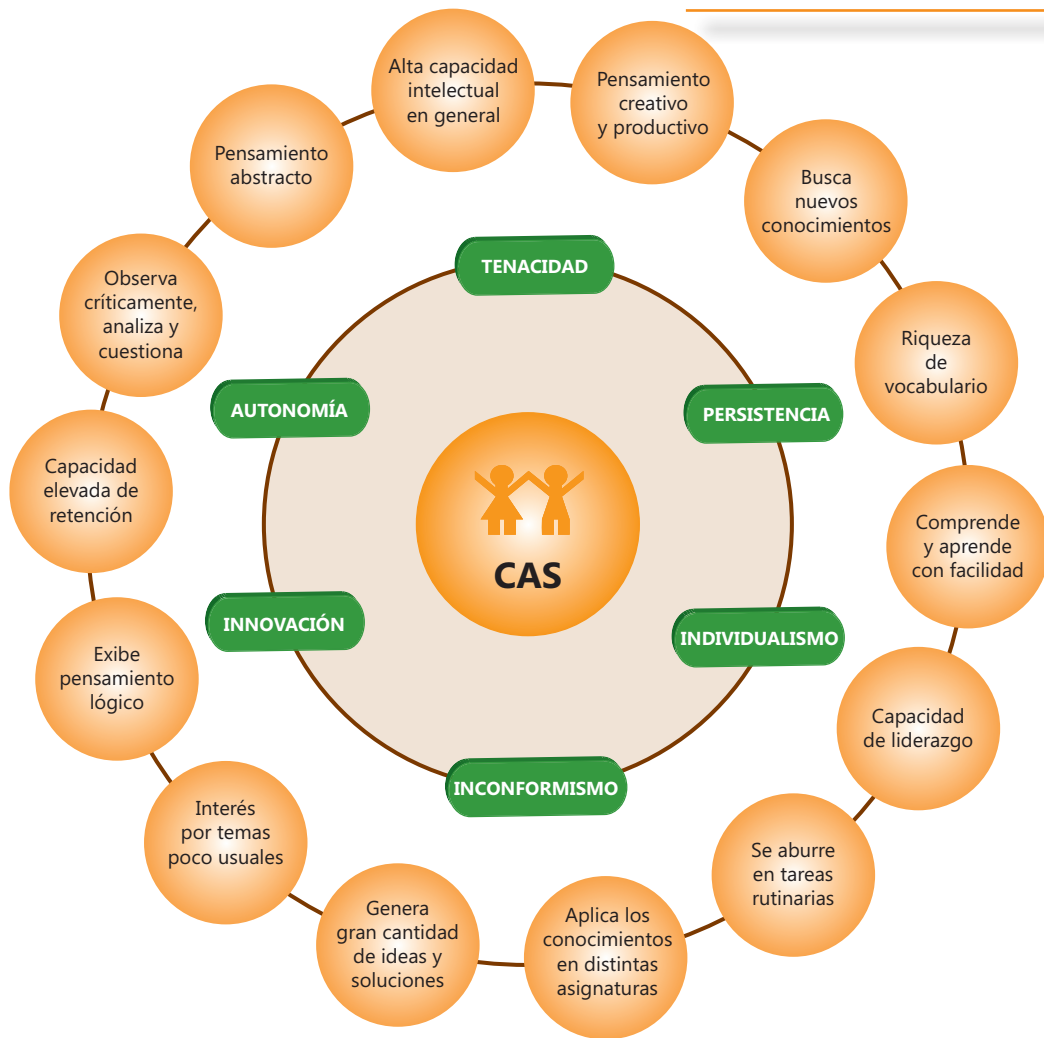 Alta capacidad
intelectual
en general
Pensamiento
creativo
y productivo
Busca
nuevos
conocimientos
Riqueza
de
vocabulario
Comprende
y aprende
con facilidad
Capacidad
de liderazgo
Se aburre
en tareas
rutinarias
Aplica los
conocimientos
en distintas
asignaturas
Genera
gran cantidad
de ideas y
soluciones
Interés
por temas
poco usuales
Exibe
pensamiento
lógico
Capacidad
elevada de
retención
Observa
críticamente,
analiza y
cuestiona
Pensamiento
abstracto
TENACIDAD
PERSISTENCIA
INDIVIDUALISMO
INCONFORMISMO
INNOVACIÓN
AUTONOMÍA
CAS